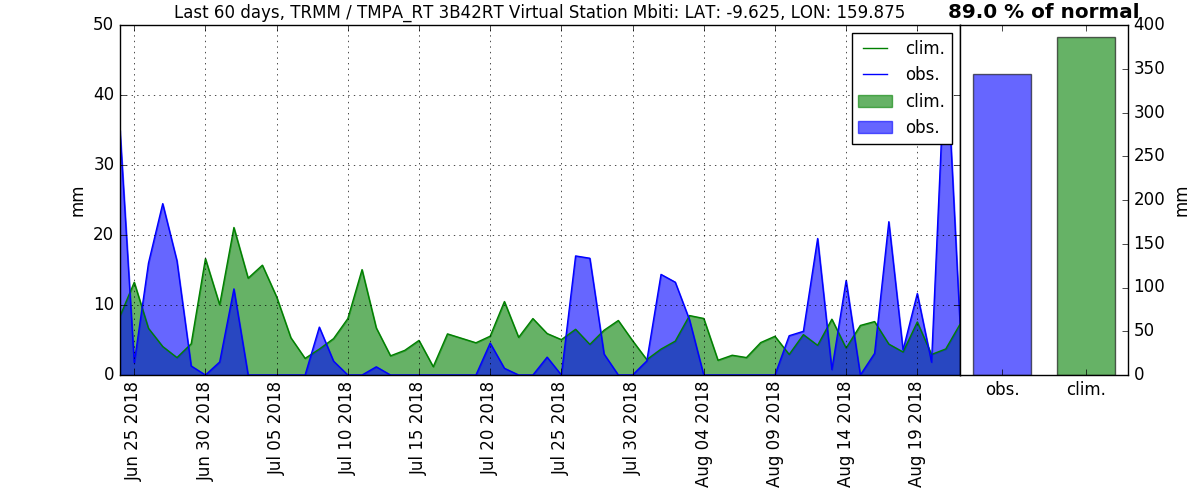 Last 60 days, TRMM / TMPA_RT 3B42RT Virtual Station Mbiti: LAT: -9.625, LON: 159.875
89.0 % of normal
50
40
30
20
10
0
mm
clim.
obs.
clim.
obs.
400
350
300
250
200
150
100
50
0
mm
obs.
clim.
Jun 25 2018
Jun 30 2018
Jul 05 2018
Jul 10 2018
Jul 15 2018
Jul 20 2018
Jul 25 2018
Jul 30 2018
Aug 04 2018
Aug 09 2018
Aug 14 2018
Aug 19 2018